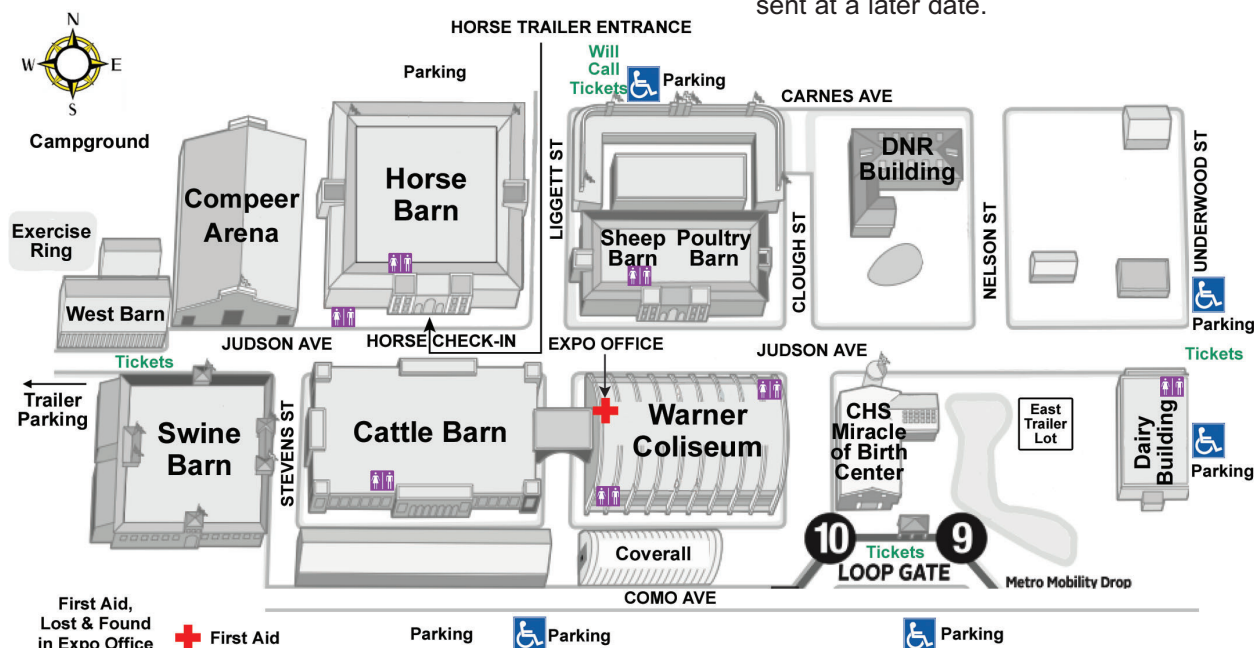 sent at a later date.
N
W
E
S
HORSE TRAILER ENTRANCE
Parking
Will
Call
Tickets
Parking
CARNES AVE
Campground
Compeer
Arena
Horse
Barn
LIGGETT ST
DNR
Building
UNDERWOOD ST
Exercise
Ring
Sheep
Barn
Poultry
Barn
CLOUGH ST
NELSON ST
West Barn
Parking
JUDSON AVE
HORSE CHECK-IN
EXPO OFFICE
JUDSON AVE
Tickets
Tickets
Trailer
Parking
Swine
Barn
STEVENS ST
Cattle Barn
Warner
Coliseum
CHS
Miracle
of Birth
Center
East
Trailer
Lot
Dairy
Building
Parking
Coverall
10
Tickets
9
LOOP GATE
Metro Mobility Drop
COMO AVE
First Aid,
Lost & Found
in Expo Office
First Aid
Parking
Parking
Parking